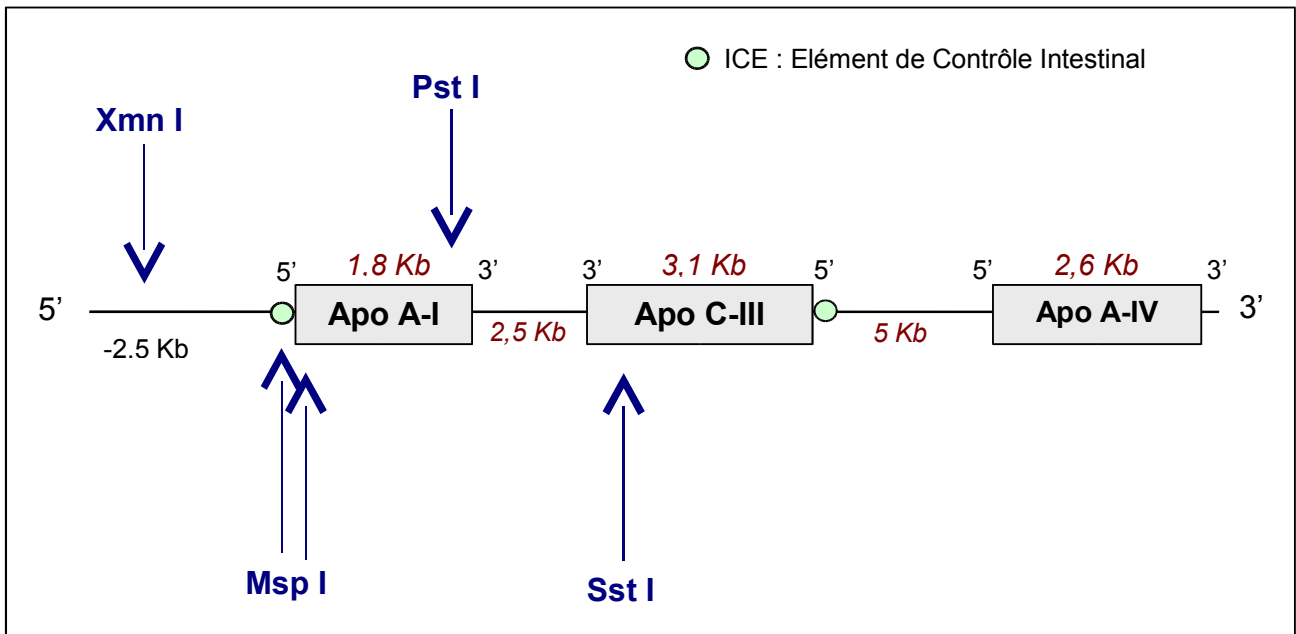 ICE : Elément de Contrôle Intestinal
Pst I
Xmn I
5’ 1,8 Kb 3’ 3’ 3,1 Kb 5’ 5’ 2,6 Kb 3’
5’ Apo A-I Apo C-III Apo A-IV 3’
-2.5 Kb 2,5 Kb 5 Kb
Msp I
Sst I